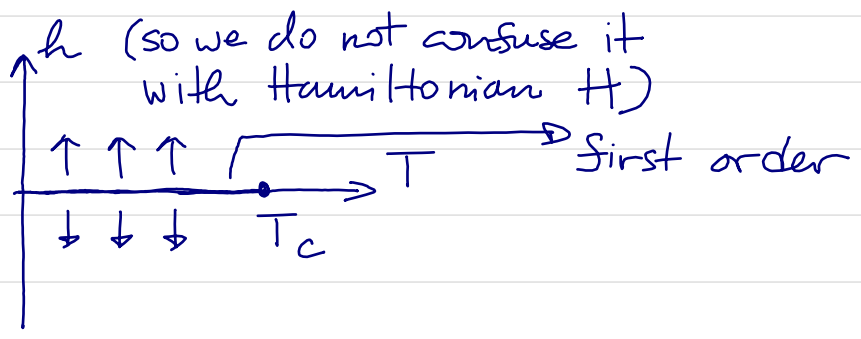 h (so we do not confuse it
with Hamiltonian H)
first order
T
Tc